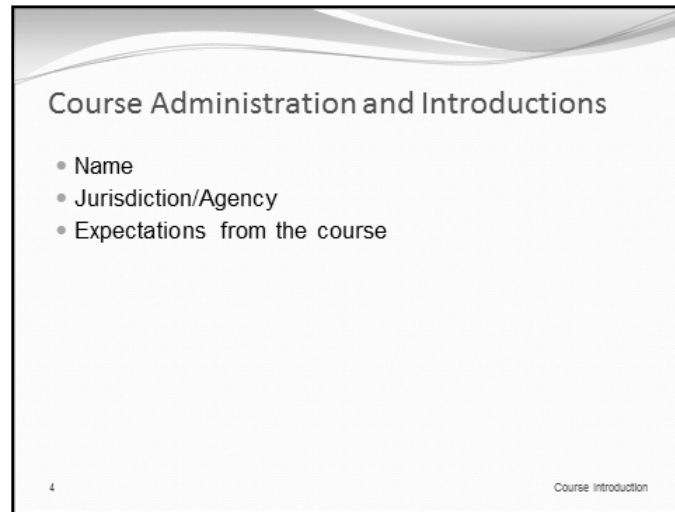 Course Administration and Introductions
• Name
• Jurisdiction/Agency
• Expectations from the course
4
Course Introduction